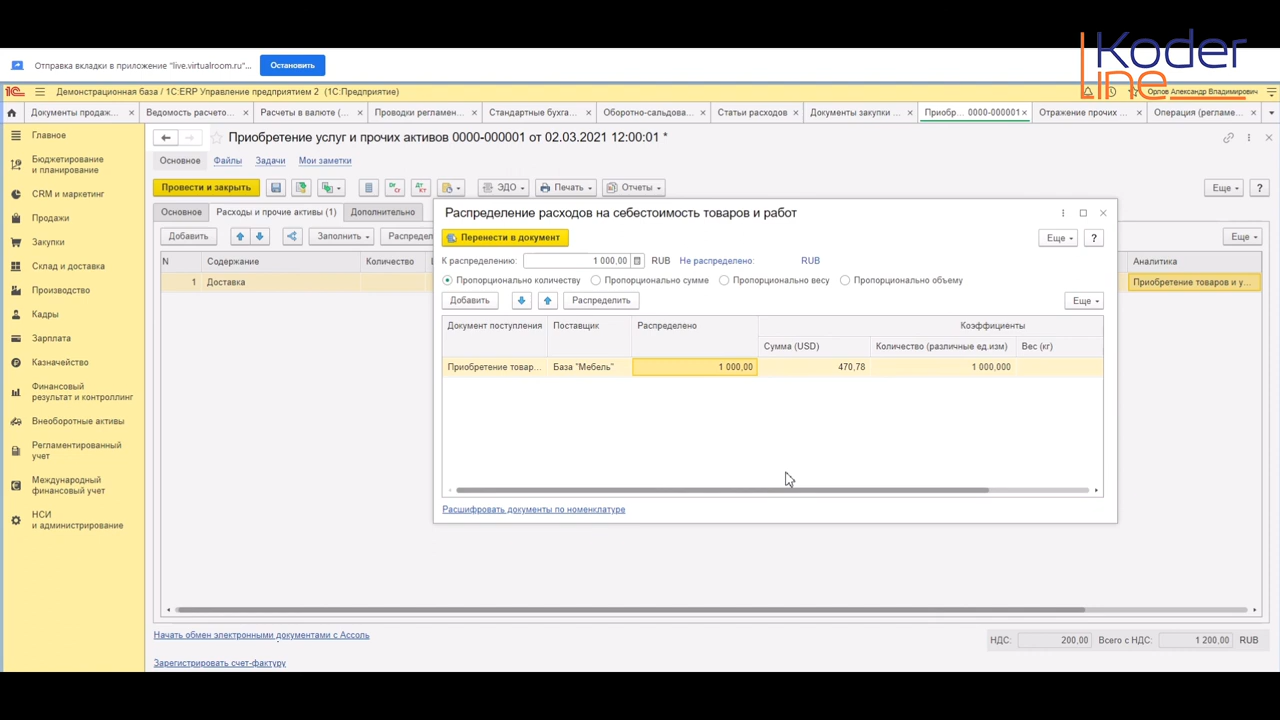 Koder
Line
Отправка вкладки в приложение "live.virtualroom.ru"... Остановить
1С Демонстрационная база / 1С:ERP Управление предприятием 2 (1С:Предприятие) Орлов Александр Владимирович
Документы продаж... × Ведомость расчето... × Расчеты в валюте (... × Проводки регламен... × Стандартные бухга... × Оборотно-сальдова... × Статьи расходов × Документы закупки ... × Приобр... 0000-000001 × Отражение прочих ... × Операция (регламе... ×
Главное
Бюджетирование
и планирование
CRM и маркетинг
Продажи
Закупки
Склад и доставка
Производство
Кадры
Зарплата
Казначейство
Финансовый
результат и контроллинг
Внеоборотные активы
Регламентированный
учет
Международный
финансовый учет
НСИ
и администрирование
Приобретение услуг и прочих активов 0000-000001 от 02.03.2021 12:00:01 *
Основное Файлы Задачи Мои заметки
Провести и закрыть ЭДО Печать Отчеты Еще ?
Основное Расходы и прочие активы (1) Дополнительно
Добавить Заполнить Распредел Еще
N Содержание Количество Аналитика
1 Доставка Приобретение товаров и у...
Распределение расходов на себестоимость товаров и работ
Перенести в документ Еще ?
К распределению: 1 000,00 RUB Не распределено: RUB
Пропорционально количеству Пропорционально сумме Пропорционально весу Пропорционально объему
Добавить Распределить Еще
Документ поступления Поставщик Распределено Коэффициенты
Сумма (USD) Количество (различные ед.изм) Вес (кг)
Приобретение товар... База "Мебель" 1 000,00 470,78 1 000,000
Расшифровать документы по номенклатуре
Начать обмен электронными документами с Ассоль
НДС: 200,00 Всего с НДС: 1 200,00 RUB
Зарегистрировать счет-фактуру